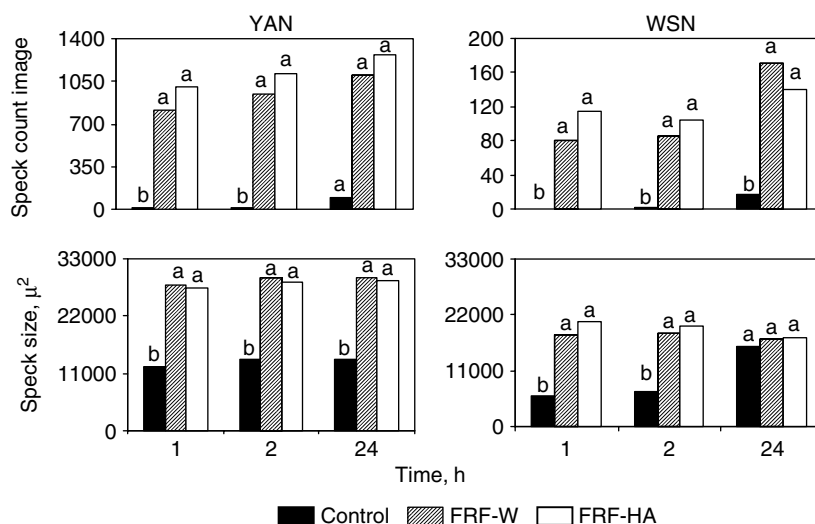 YAN
WSN
Speck count image
1400
1050
700
350
0
b
a
a
b
a
a
a
a
a
200
160
120
80
40
0
b
a
a
b
a
a
b
a
a
Speck size, μ²
33000
22000
11000
0
b
a
a
b
a
a
b
a
a
1
2
24
33000
22000
11000
0
b
a
a
b
a
a
a
a
a
1
2
24
Time, h
Control
FRF-W
FRF-HA